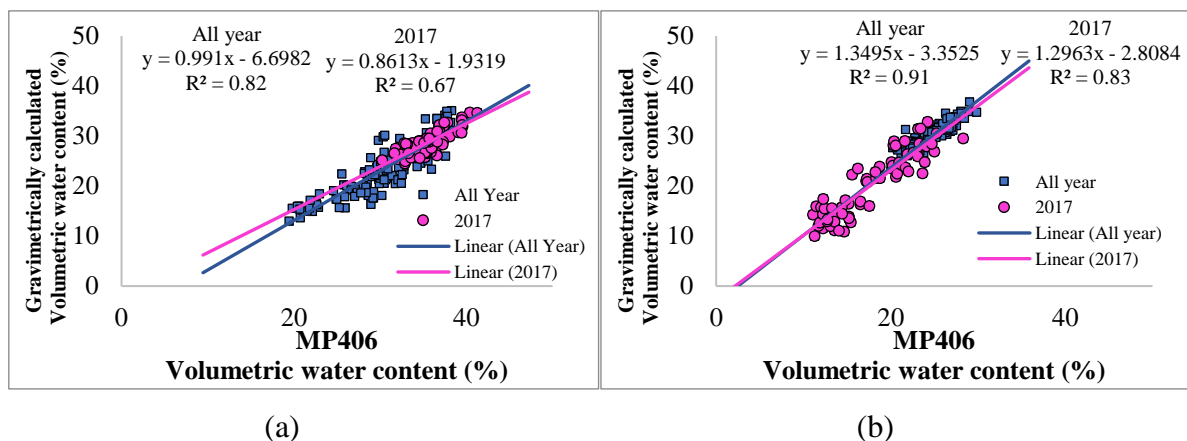 All year
y = 0.991x - 6.6982
R² = 0.82
2017
y = 0.8613x - 1.9319
R² = 0.67
Gravimetrically calculated
Volumetric water content (%)
50
40
30
20
10
0
0
20
40
All Year
2017
Linear (All Year)
Linear (2017)
MP406
Volumetric water content (%)
(a)
All year
y = 1.3495x - 3.3525
R² = 0.91
2017
y = 1.2963x - 2.8084
R² = 0.83
Gravimetrically calculated
Volumetric water content (%)
50
40
30
20
10
0
0
20
40
All year
2017
Linear (All year)
Linear (2017)
MP406
Volumetric water content (%)
(b)